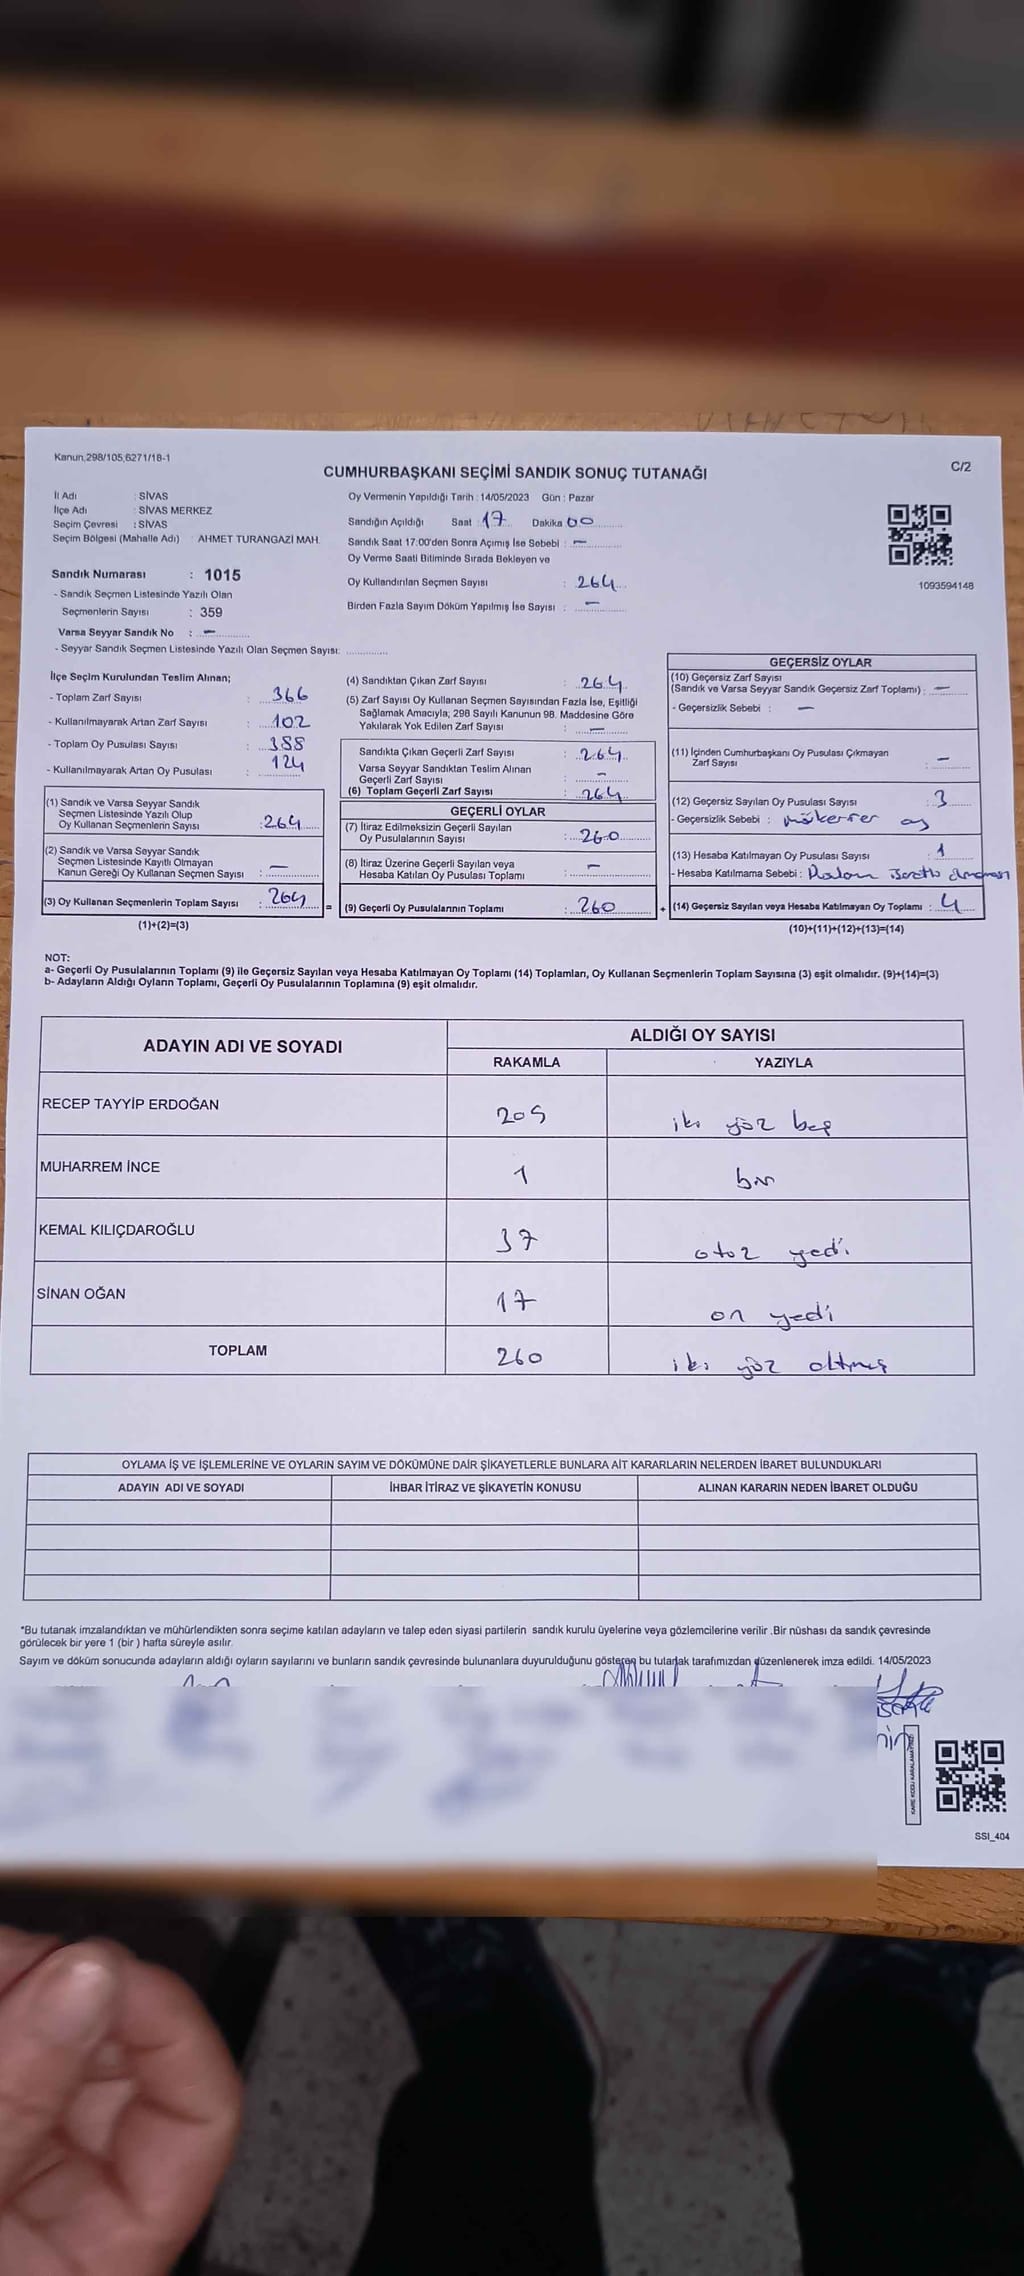 Kanun,298/105,6271/18-1
C/2
CUMHURBAŞKANI SEÇİMİ SANDIK SONUÇ TUTANAĞI
İl Adı : SİVAS
İlçe Adı : SİVAS MERKEZ
Seçim Çevresi : SİVAS
Seçim Bölgesi (Mahalle Adı) : AHMET TURANGAZİ MAH.
Sandık Numarası : 1015
- Sandık Seçmen Listesinde Yazılı Olan
Seçmenlerin Sayısı : 359
Varsa Seyyar Sandık No : –
- Seyyar Sandık Seçmen Listesinde Yazılı Olan Seçmen Sayısı: ............
Oy Vermenin Yapıldığı Tarih : 14/05/2023 Gün : Pazar
Sandığın Açıldığı Saat 17 Dakika 00
Sandık Saat 17:00'den Sonra Açımış İse Sebebi : –
Oy Verme Saati Bitiminde Sırada Bekleyen ve
Oy Kullandırılan Seçmen Sayısı : 264
Birden Fazla Sayım Döküm Yapılmış İse Sayısı : –
1093594148
İlçe Seçim Kurulundan Teslim Alınan;
- Toplam Zarf Sayısı : 366
- Kullanılmayarak Artan Zarf Sayısı : 102
- Toplam Oy Pusulası Sayısı : 388
- Kullanılmayarak Artan Oy Pusulası : 124
(1) Sandık ve Varsa Seyyar Sandık
Seçmen Listesinde Yazılı Olup
Oy Kullanan Seçmenlerin Sayısı : 264
(2) Sandık ve Varsa Seyyar Sandık
Seçmen Listesinde Kayıtlı Olmayan
Kanun Gereği Oy Kullanan Seçmen Sayısı : –
(3) Oy Kullanan Seçmenlerin Toplam Sayısı : 264
(1)+(2)=(3)
(4) Sandıktan Çıkan Zarf Sayısı : 264
(5) Zarf Sayısı Oy Kullanan Seçmen Sayısından Fazla İse, Eşitliği
Sağlamak Amacıyla; 298 Sayılı Kanunun 98. Maddesine Göre
Yakılarak Yok Edilen Zarf Sayısı : –
Sandıkta Çıkan Geçerli Zarf Sayısı : 264
Varsa Seyyar Sandıktan Teslim Alınan
Geçerli Zarf Sayısı : –
(6) Toplam Geçerli Zarf Sayısı : 264
GEÇERLİ OYLAR
(7) İtiraz Edilmeksizin Geçerli Sayılan
Oy Pusulalarının Sayısı : 260
(8) İtiraz Üzerine Geçerli Sayılan veya
Hesaba Katılan Oy Pusulası Toplamı : –
= (9) Geçerli Oy Pusulalarının Toplamı : 260
GEÇERSİZ OYLAR
(10) Geçersiz Zarf Sayısı
(Sandık ve Varsa Seyyar Sandık Geçersiz Zarf Toplamı) : –
- Geçersizlik Sebebi : –
(11) İçinden Cumhurbaşkanı Oy Pusulası Çıkmayan
Zarf Sayısı : –
(12) Geçersiz Sayılan Oy Pusulası Sayısı : 3
- Geçersizlik Sebebi : mükerrer oy
(13) Hesaba Katılmayan Oy Pusulası Sayısı : 1
- Hesaba Katılmama Sebebi :
+ (14) Geçersiz Sayılan veya Hesaba Katılmayan Oy Toplamı : 4
(10)+(11)+(12)+(13)=(14)
NOT:
a- Geçerli Oy Pusulalarının Toplamı (9) ile Geçersiz Sayılan veya Hesaba Katılmayan Oy Toplamı (14) Toplamları, Oy Kullanan Seçmenlerin Toplam Sayısına (3) eşit olmalıdır. (9)+(14)=(3)
b- Adayların Aldığı Oyların Toplamı, Geçerli Oy Pusulalarının Toplamına (9) eşit olmalıdır.
ADAYIN ADI VE SOYADI ALDIĞI OY SAYISI
RAKAMLA YAZIYLA
RECEP TAYYİP ERDOĞAN 205 iki yüz beş
MUHARREM İNCE 1 bir
KEMAL KILIÇDAROĞLU 37 otuz yedi
SİNAN OĞAN 17 on yedi
TOPLAM 260 iki yüz altmış
OYLAMA İŞ VE İŞLEMLERİNE VE OYLARIN SAYIM VE DÖKÜMÜNE DAİR ŞİKAYETLERLE BUNLARA AİT KARARLARIN NELERDEN İBARET BULUNDUKLARI
ADAYIN ADI VE SOYADI İHBAR İTİRAZ VE ŞİKAYETİN KONUSU ALINAN KARARIN NEDEN İBARET OLDUĞU
*Bu tutanak imzalandıktan ve mühürlendikten sonra seçime katılan adayların ve talep eden siyasi partilerin sandık kurulu üyelerine veya gözlemcilerine verilir .Bir nüshası da sandık çevresinde
görülecek bir yere 1 (bir ) hafta süreyle asılır.
Sayım ve döküm sonucunda adayların aldığı oyların sayılarını ve bunların sandık çevresinde bulunanlara duyurulduğunu gösteren bu tutanak tarafımızdan düzenlenerek imza edildi. 14/05/2023
KARE KODU KARALAMAYINIZ!
SSI_404